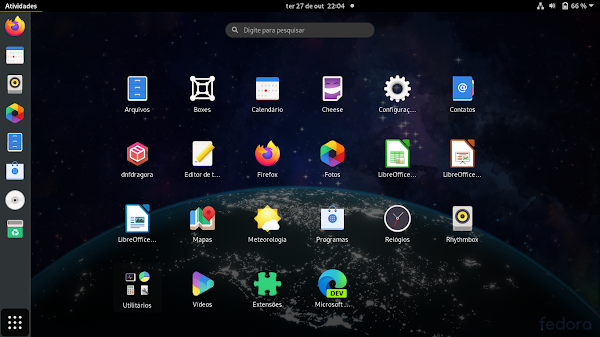 Atividades
ter 27 de out 22:04
66 %
Digite para pesquisar
Arquivos
Boxes
Calendário
Cheese
Configuraç...
Contatos
dnfdragora
Editor de t...
Firefox
Fotos
LibreOffice...
LibreOffice...
LibreOffice...
Mapas
Meteorologia
Programas
Relógios
Rhythmbox
Utilitários
Vídeos
Extensões
DEV
Microsoft ...
fedora